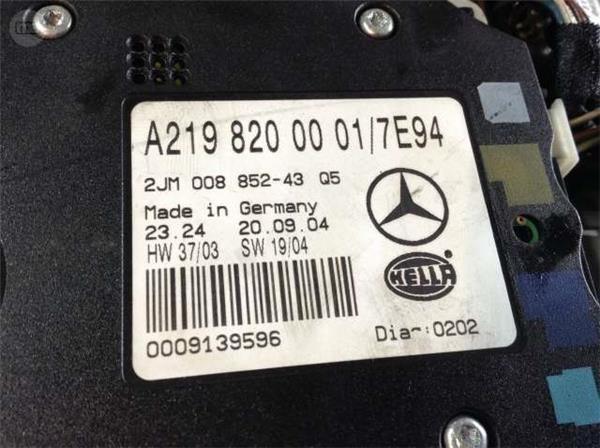 A219 820 00 01/7E94
2JM 008 852-43 Q5
Made in Germany
23.24 20.09.04
HW 37/03 SW 19/04
HELLA
0009139596
Dia-:0202